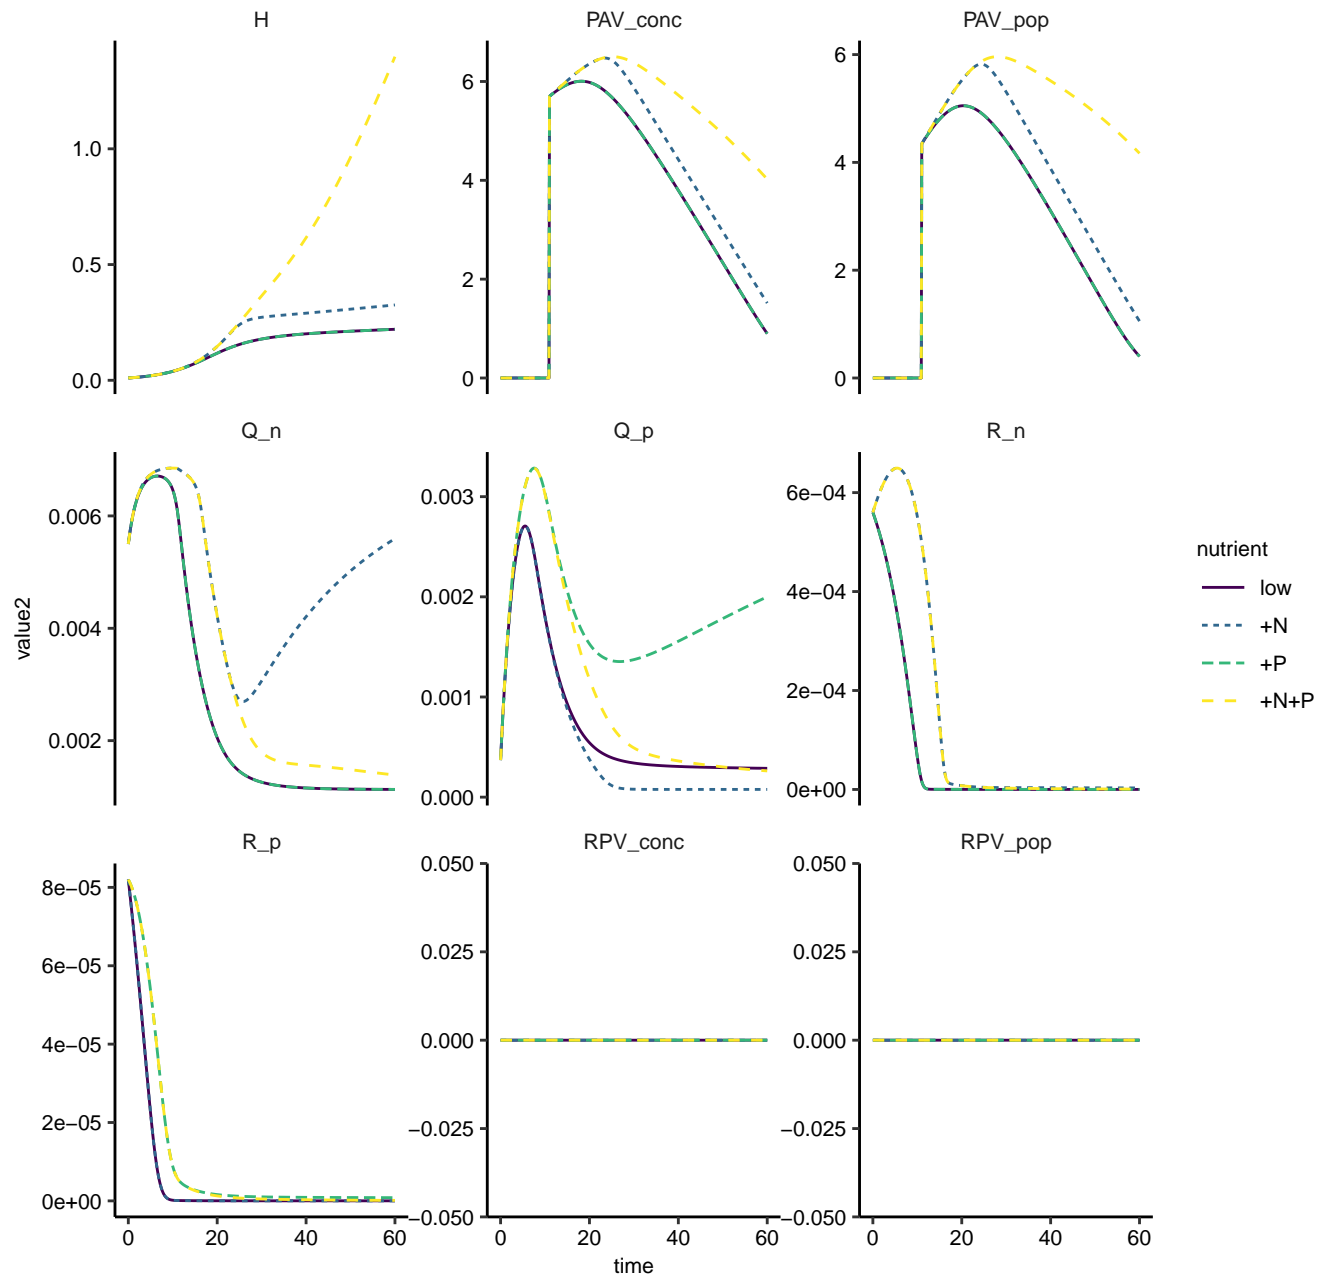 H
PAV_conc
PAV_pop
1.0
0.5
0.0
6
4
2
0
6
4
2
0
Q_n
Q_p
R_n
0.006
0.004
0.002
0.003
0.002
0.001
0.000
6e−04
4e−04
2e−04
0e+00
value2
nutrient
low
+N
+P
+N+P
R_p
RPV_conc
RPV_pop
8e−05
6e−05
4e−05
2e−05
0e+00
0.050
0.025
0.000
−0.025
−0.050
0.050
0.025
0.000
−0.025
−0.050
0 20 40 60
0 20 40 60
0 20 40 60
time